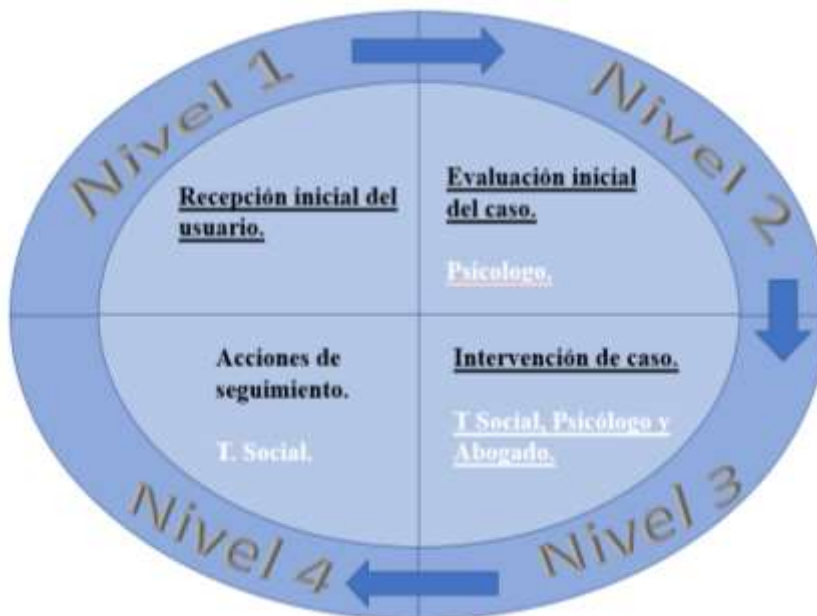 Nivel 1
Nivel 2
Recepción inicial del
usuario.
Evaluación inicial
del caso.
Psicologo.
Acciones de
seguimiento.
T. Social.
Intervención de caso.
T Social, Psicólogo y
Abogado.
Nivel 4
Nivel 3